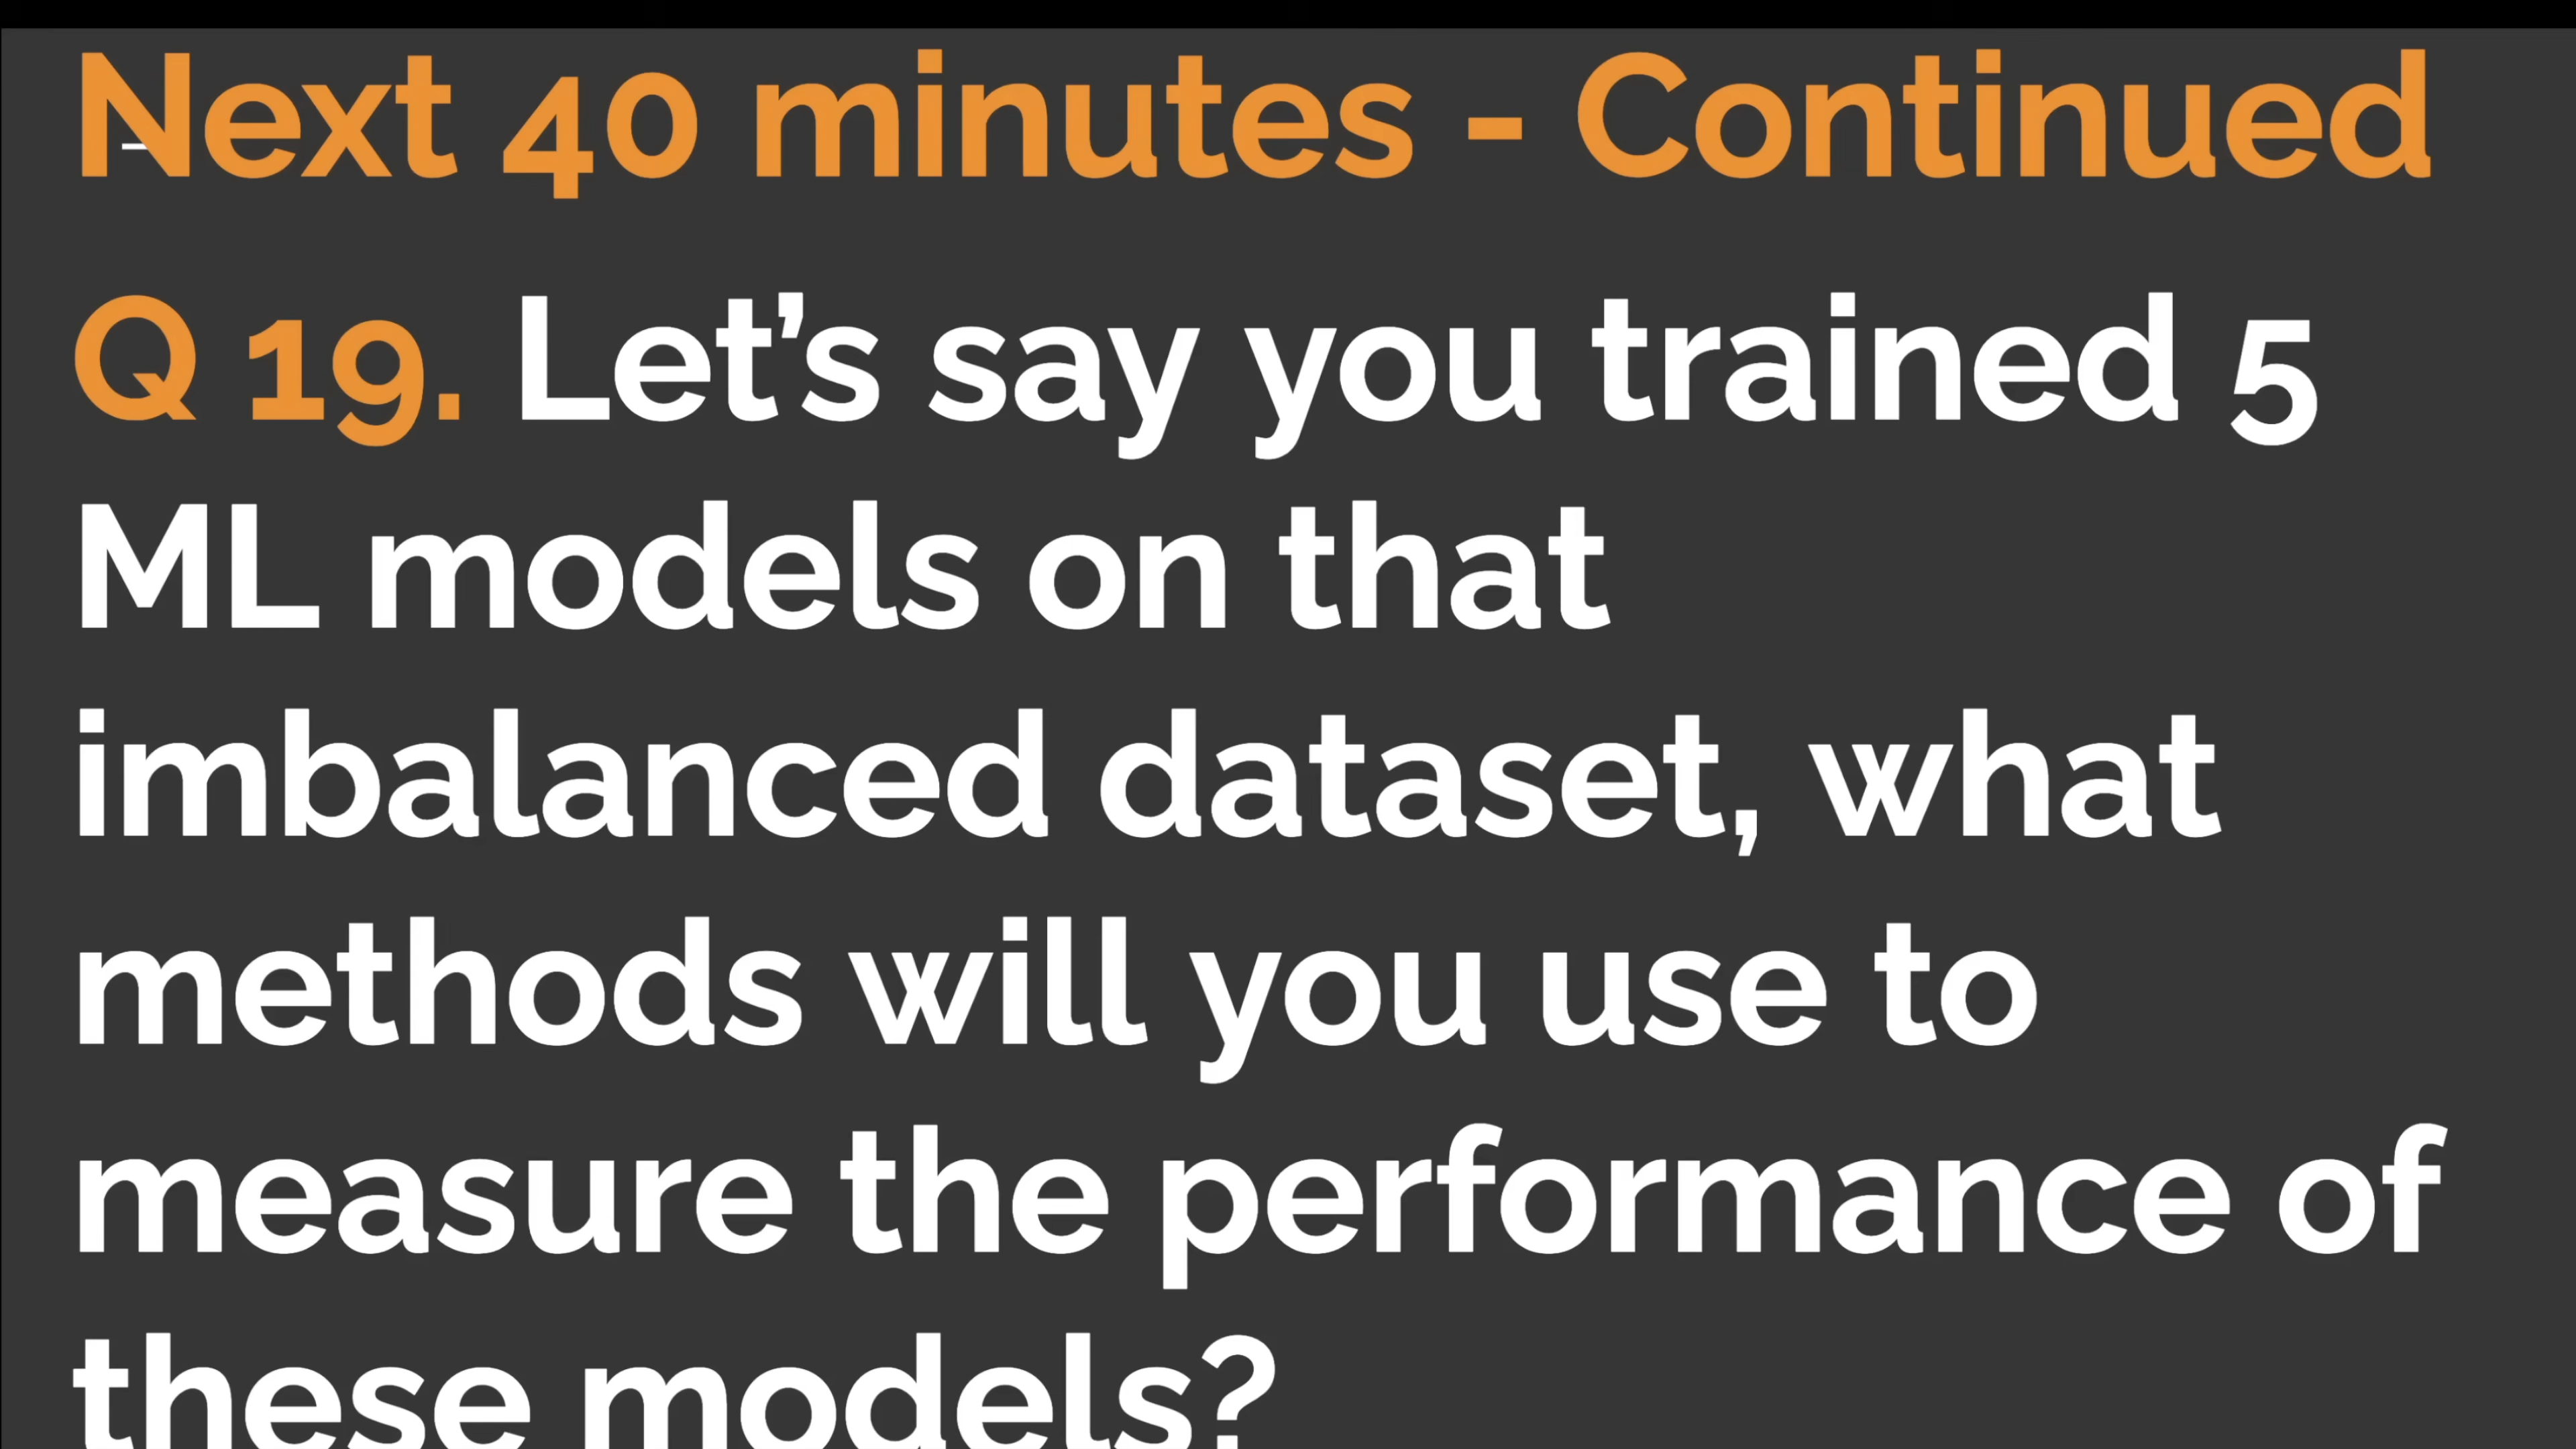 Next 40 minutes - Continued
Q 19. Let’s say you trained 5
ML models on that
imbalanced dataset, what
methods will you use to
measure the performance of
these models?